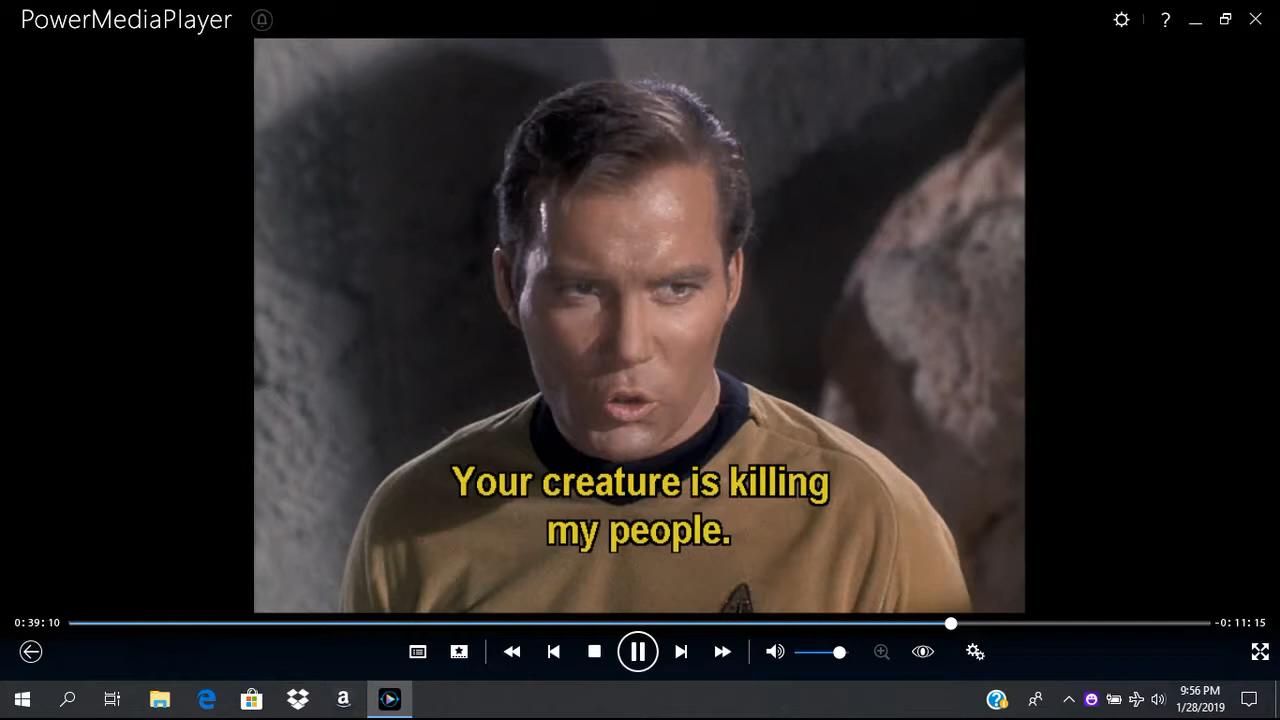 PowerMediaPlayer
?
Your creature is killing
my people.
0:39:10
-0:11:15
9:56 PM
1/28/2019